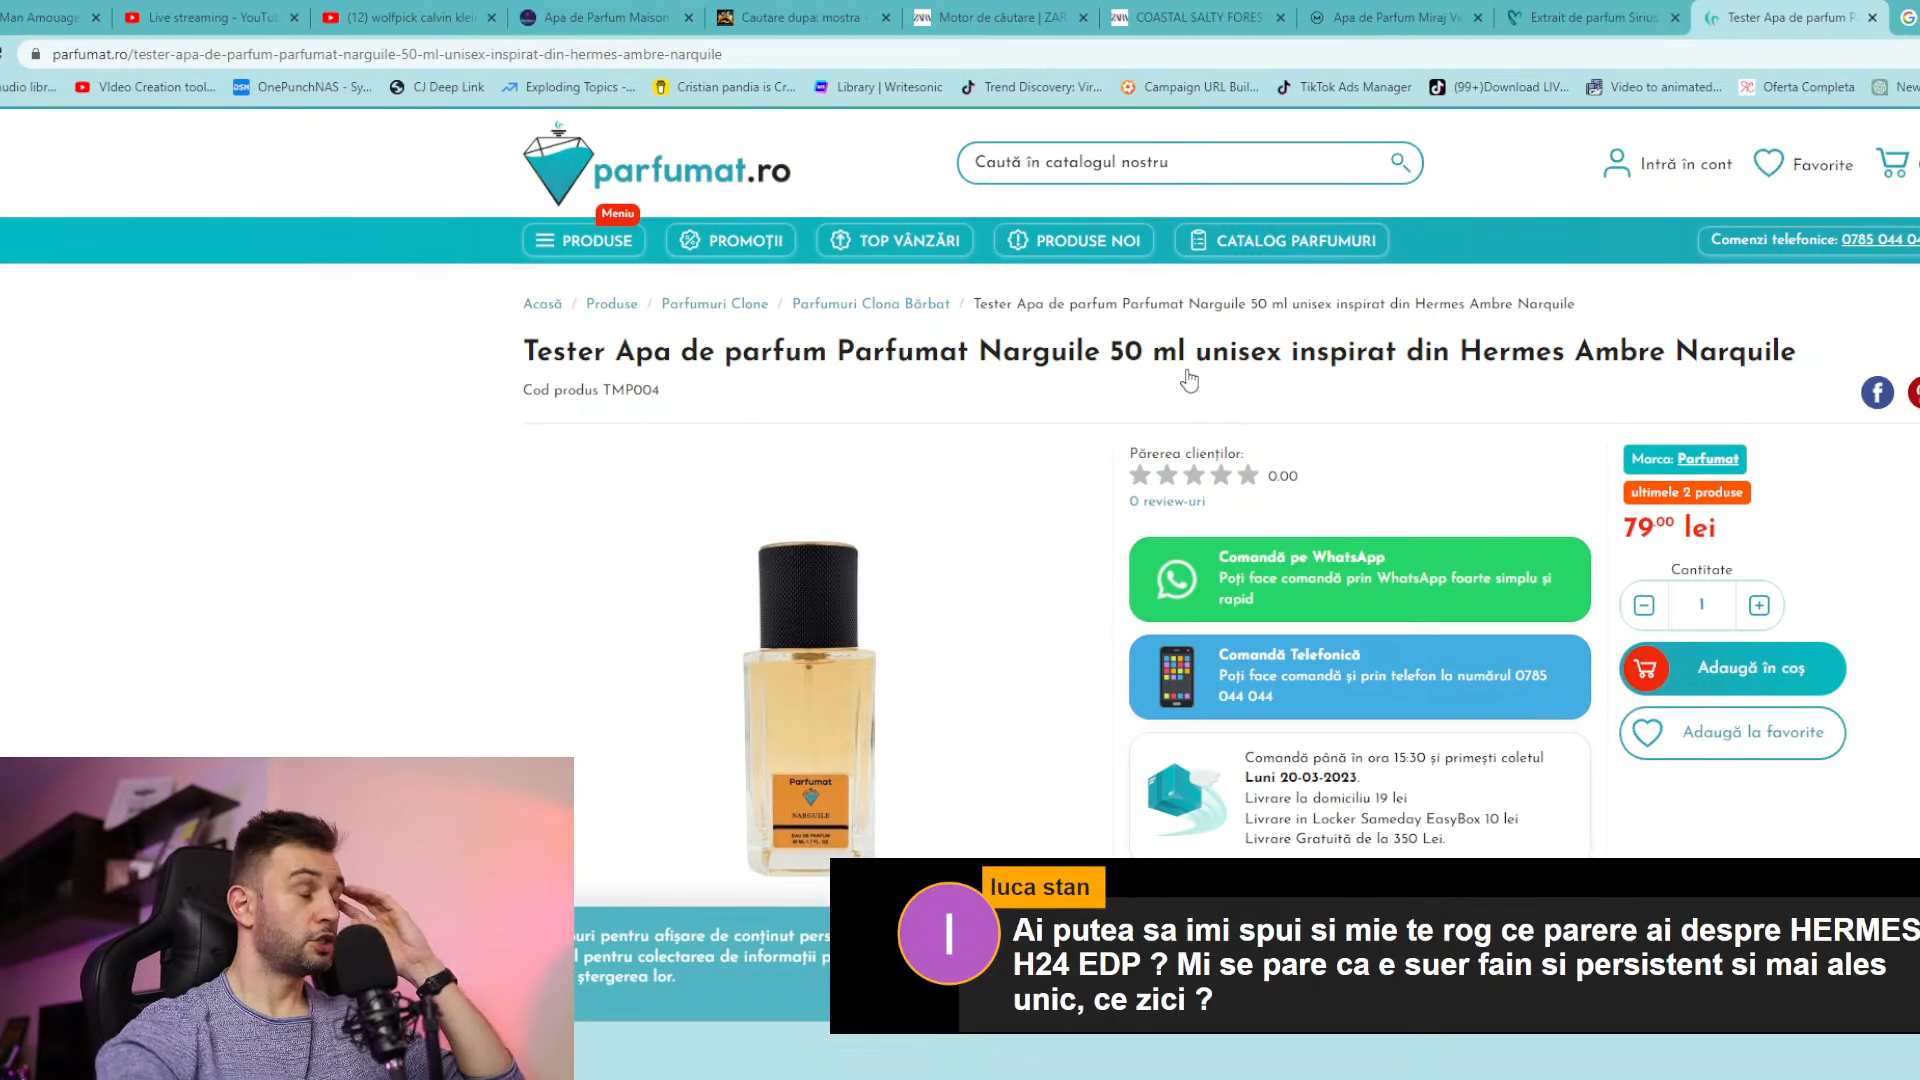 Man Amouage
Live streaming - YouTu
(12) wolfpick calvin klei
Apa de Parfum Maison
Cautare dupa: mostra -
Motor de căutare | ZAR
COASTAL SALTY FORES
Apa de Parfum Miraj Ve
Extrait de parfum Sirius
Tester Apa de parfum P
parfumat.ro/tester-apa-de-parfum-parfumat-narguile-50-ml-unisex-inspirat-din-hermes-ambre-narquile
udio libr...
VIdeo Creation tool...
OnePunchNAS - Sy...
CJ Deep Link
Exploding Topics -...
Cristian pandia is Cr...
Library | Writesonic
Trend Discovery: Vir...
Campaign URL Buil...
TikTok Ads Manager
(99+)Download LIV...
Video to animated...
Oferta Completa
New
parfumat.ro
Caută în catalogul nostru
Intră în cont
Favorite
Meniu
PRODUSE
PROMOȚII
TOP VÂNZĂRI
PRODUSE NOI
CATALOG PARFUMURI
Comenzi telefonice: 0785 044 04
Acasă / Produse / Parfumuri Clone / Parfumuri Clona Bărbat / Tester Apa de parfum Parfumat Narguile 50 ml unisex inspirat din Hermes Ambre Narquile
Tester Apa de parfum Parfumat Narguile 50 ml unisex inspirat din Hermes Ambre Narquile
Cod produs TMP004
Părerea clienților:
0.00
0 review-uri
Marca: Parfumat
ultimele 2 produse
79.00 lei
Cantitate
1
Adaugă în coș
Adaugă la favorite
Comandă pe WhatsApp
Poți face comandă prin WhatsApp foarte simplu și
rapid
Comandă Telefonică
Poți face comandă și prin telefon la numărul 0785
044 044
Comandă până în ora 15:30 și primești coletul
Luni 20-03-2023.
Livrare la domiciliu 19 lei
Livrare in Locker Sameday EasyBox 10 lei
Livrare Gratuită de la 350 Lei.
Parfumat
NARGUILE
EAU DE PARFUM
50 ML 1.7 FL. OZ.
uri pentru afișare de conținut pers
l pentru colectarea de informații p
ștergerea lor.
luca stan
I
Ai putea sa imi spui si mie te rog ce parere ai despre HERMES
H24 EDP ? Mi se pare ca e suer fain si persistent si mai ales
unic, ce zici ?